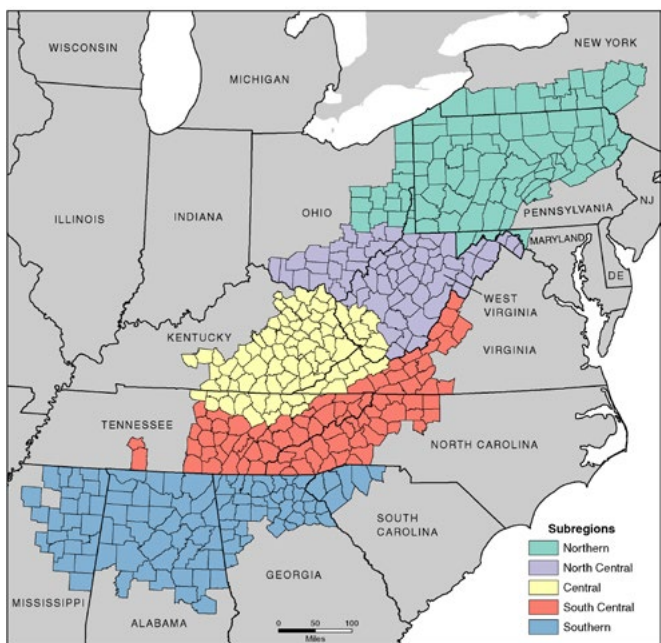 WISCONSIN
NEW YORK
MICHIGAN
ILLINOIS
INDIANA
OHIO
PENNSYLVANIA
NJ
MARYLAND
DE
WEST
VIRGINIA
KENTUCKY
VIRGINIA
TENNESSEE
NORTH CAROLINA
SOUTH
CAROLINA
MISSISSIPPI
ALABAMA
GEORGIA
Subregions
Northern
North Central
Central
South Central
Southern
0 50 100
Miles